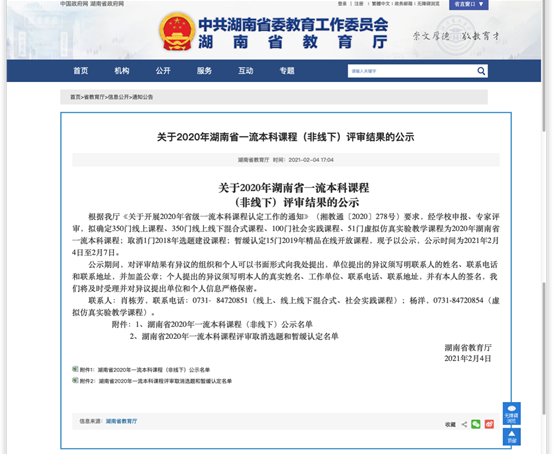 中国政府网 湖南省政府网
登录 | 注册 | 繁體中文 | 政务邮箱 | 无障碍浏览
省直窗口
中共湖南省委教育工作委员会
湖南省教育厅
首页 机构 公开 服务 互动 专题
请输入关键字
首页>省教育厅>信息公开>通知公告
关于2020年湖南省一流本科课程（非线下）评审结果的公示
湖南省教育厅 时间：2021-02-04 17:04
关于2020年湖南省一流本科课程
（非线下）评审结果的公示
根据我厅《关于开展2020年省级一流本科课程认定工作的通知》（湘教通〔2020〕278号）要求，经学校申报、专家评
审，拟确定350门线上课程、350门线上线下混合式课程、100门社会实践课程、51门虚拟仿真实验教学课程为2020年湖南
省一流本科课程；取消1门2018年选题建设课程；暂缓认定15门2019年精品在线开放课程，现予以公示，公示时间为2021年2月
4日至2月7日。
公示期间，对评审结果有异议的组织和个人可以书面形式向我处提出，单位提出的异议须写明联系人的姓名、联系电话
和联系地址，并加盖公章；个人提出的异议须写明本人的真实姓名、工作单位、联系电话、联系地址，并有本人的签名，我
们将及时受理并对异议提出单位和个人信息严格保密。
联系人：肖栋芳，联系电话：0731- 84720851（线上、线上线下混合式、社会实践课程）；杨洋，0731-84720854（虚
拟仿真实验教学课程）。
附件：1、湖南省2020年一流本科课程（非线下）公示名单
2、湖南省2020年一流本科课程评审取消选题和暂缓认定名单
湖南省教育厅
2021年2月4日
附件1：湖南省2020年一流本科课程（非线下）公示名单
附件2：湖南省2020年一流本科课程评审取消选题和暂缓认定名单
信息来源：湖南省教育厅
收藏
无障碍
浏览
顶部